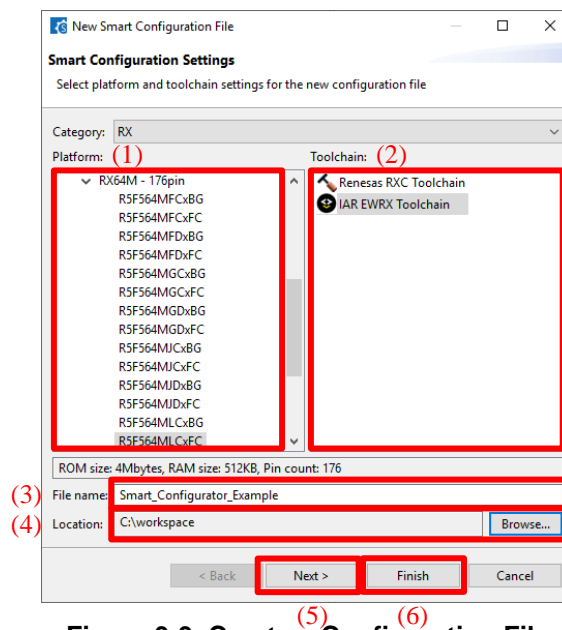 New Smart Configuration File
Smart Configuration Settings
Select platform and toolchain settings for the new configuration file
Category: RX
Platform: (1) Toolchain: (2)
RX64M - 176pin
R5F564MFCxBG
R5F564MFCxFC
R5F564MFDxBG
R5F564MFDxFC
R5F564MGCxBG
R5F564MGCxFC
R5F564MGDxBG
R5F564MGDxFC
R5F564MJCxBG
R5F564MJCxFC
R5F564MJDxBG
R5F564MJDxFC
R5F564MLCxBG
R5F564MLCxFC
Renesas RXC Toolchain
IAR EWRX Toolchain
ROM size: 4Mbytes, RAM size: 512KB, Pin count: 176
(3) File name: Smart_Configurator_Example
(4) Location: C:\workspace Browse...
< Back Next > Finish Cancel
(5) (6)